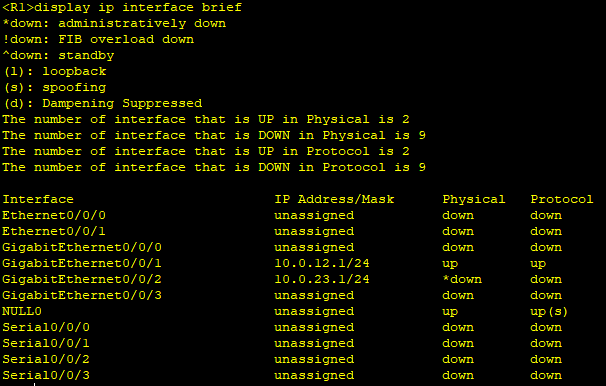 <R1>display ip interface brief
*down: administratively down
!down: FIB overload down
^down: standby
(l): loopback
(s): spoofing
(d): Dampening Suppressed
The number of interface that is UP in Physical is 2
The number of interface that is DOWN in Physical is 9
The number of interface that is UP in Protocol is 2
The number of interface that is DOWN in Protocol is 9
Interface IP Address/Mask Physical Protocol
Ethernet0/0/0 unassigned down down
Ethernet0/0/1 unassigned down down
GigabitEthernet0/0/0 unassigned down down
GigabitEthernet0/0/1 10.0.12.1/24 up up
GigabitEthernet0/0/2 10.0.23.1/24 *down down
GigabitEthernet0/0/3 unassigned down down
NULL0 unassigned up up(s)
Serial0/0/0 unassigned down down
Serial0/0/1 unassigned down down
Serial0/0/2 unassigned down down
Serial0/0/3 unassigned down down